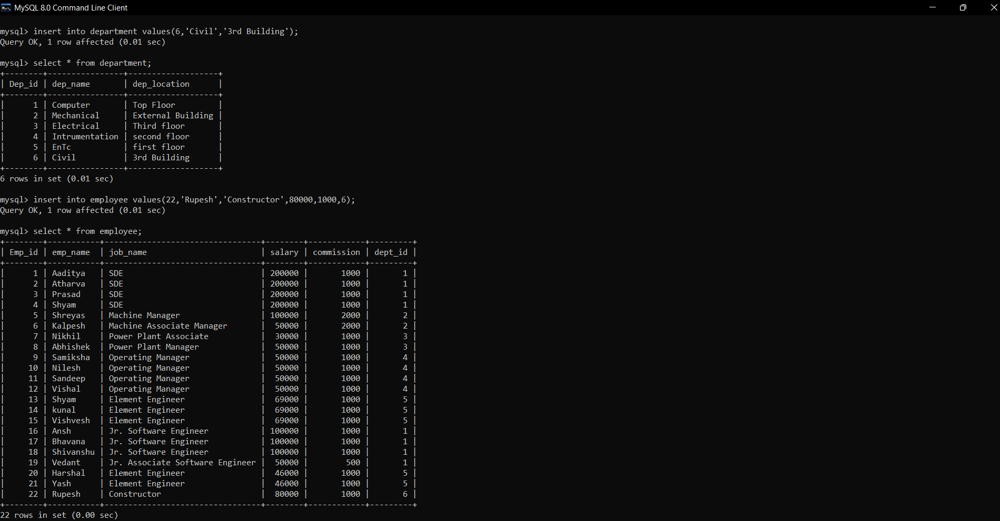 MySQL 8.0 Command Line Client
mysql> insert into department values(6,'Civil','3rd Building');
Query OK, 1 row affected (0.01 sec)
mysql> select * from department;
+--------+----------------+-------------------+
| Dep_id | dep_name       | dep_location      |
+--------+----------------+-------------------+
|      1 | Computer       | Top Floor         |
|      2 | Mechanical     | External Building |
|      3 | Electrical     | Third floor       |
|      4 | Intrumentation | second floor      |
|      5 | EnTc           | first floor       |
|      6 | Civil          | 3rd Building      |
+--------+----------------+-------------------+
6 rows in set (0.01 sec)
mysql> insert into employee values(22,'Rupesh','Constructor',80000,1000,6);
Query OK, 1 row affected (0.01 sec)
mysql> select * from employee;
+--------+-----------+---------------------------------+--------+------------+---------+
| Emp_id | emp_name  | job_name                        | salary | commission | dept_id |
+--------+-----------+---------------------------------+--------+------------+---------+
|      1 | Aaditya   | SDE                             | 200000 |       1000 |       1 |
|      2 | Atharva   | SDE                             | 200000 |       1000 |       1 |
|      3 | Prasad    | SDE                             | 200000 |       1000 |       1 |
|      4 | Shyam     | SDE                             | 200000 |       1000 |       1 |
|      5 | Shreyas   | Machine Manager                 | 100000 |       2000 |       2 |
|      6 | Kalpesh   | Machine Associate Manager       |  50000 |       2000 |       2 |
|      7 | Nikhil    | Power Plant Associate           |  30000 |       1000 |       3 |
|      8 | Abhishek  | Power Plant Manager             |  50000 |       1000 |       3 |
|      9 | Samiksha  | Operating Manager               |  50000 |       1000 |       4 |
|     10 | Nilesh    | Operating Manager               |  50000 |       1000 |       4 |
|     11 | Sandeep   | Operating Manager               |  50000 |       1000 |       4 |
|     12 | Vishal    | Operating Manager               |  50000 |       1000 |       4 |
|     13 | Shyam     | Element Engineer                |  69000 |       1000 |       5 |
|     14 | kunal     | Element Engineer                |  69000 |       1000 |       5 |
|     15 | Vishvesh  | Element Engineer                |  69000 |       1000 |       5 |
|     16 | Ansh      | Jr. Software Engineer           | 100000 |       1000 |       1 |
|     17 | Bhavana   | Jr. Software Engineer           | 100000 |       1000 |       1 |
|     18 | Shivanshu | Jr. Software Engineer           | 100000 |       1000 |       1 |
|     19 | Vedant    | Jr. Associate Software Engineer |  50000 |        500 |       1 |
|     20 | Harshal   | Element Engineer                |  46000 |       1000 |       5 |
|     21 | Yash      | Element Engineer                |  46000 |       1000 |       5 |
|     22 | Rupesh    | Constructor                     |  80000 |       1000 |       6 |
+--------+-----------+---------------------------------+--------+------------+---------+
22 rows in set (0.00 sec)